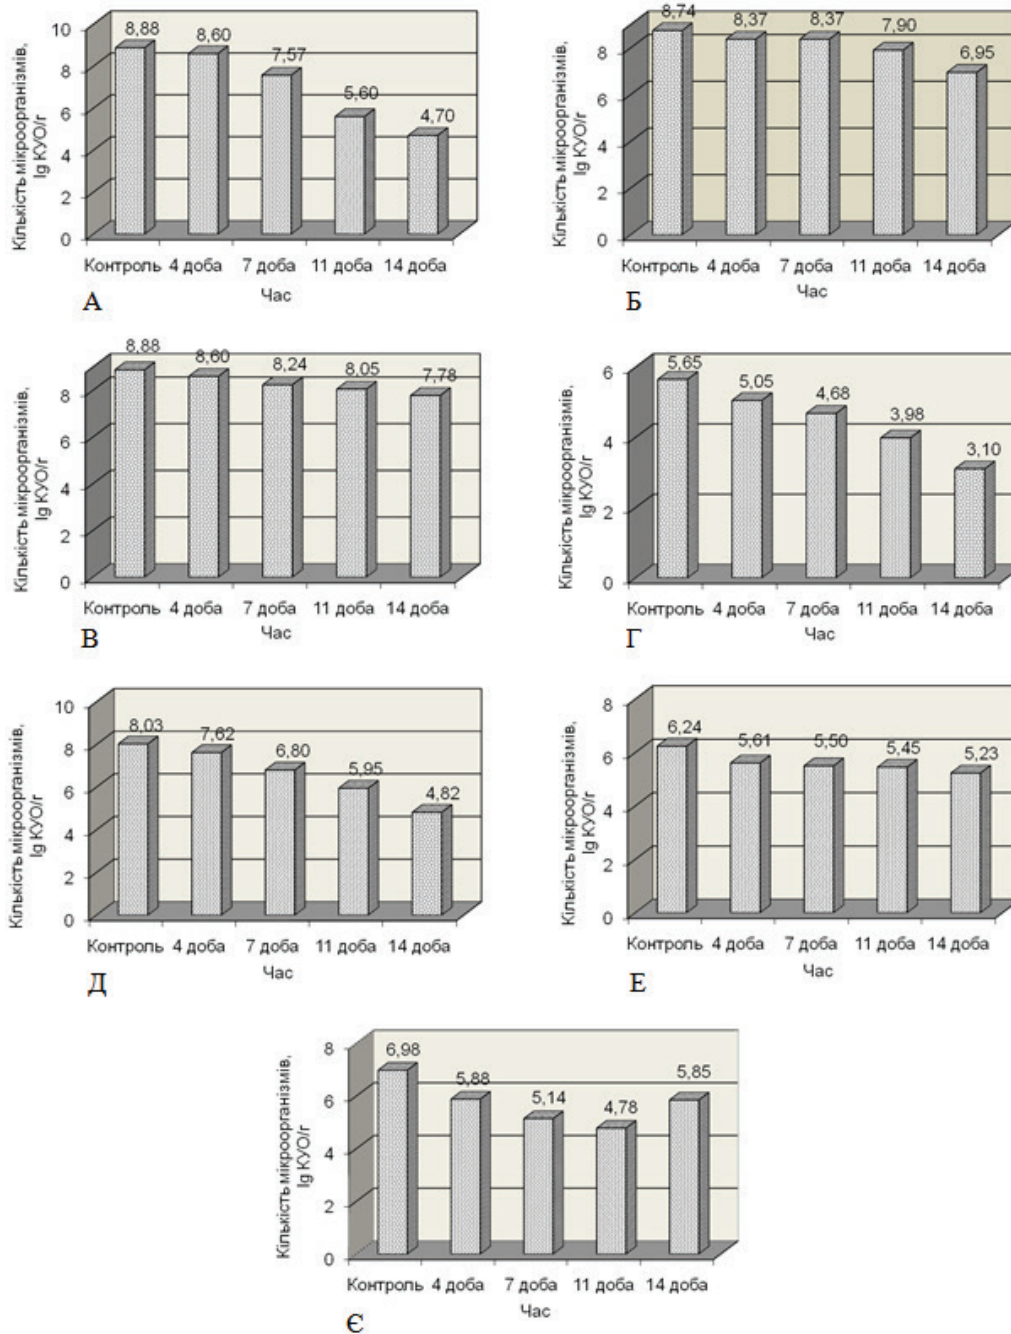 Кількість мікроорганізмів,
lg КУО/г
10
8
6
4
2
0
8,88
8,60
7,57
5,60
4,70
Контроль 4 доба 7 доба 11 доба 14 доба
Час
А
Кількість мікроорганізмів,
lg КУО/г
8
6
4
2
0
8,74
8,37
8,37
7,90
6,95
Контроль 4 доба 7 доба 11 доба 14 доба
Час
Б
Кількість мікроорганізмів,
lg КУО/г
8
6
4
2
0
8,88
8,60
8,24
8,05
7,78
Контроль 4 доба 7 доба 11 доба 14 доба
Час
В
Кількість мікроорганізмів,
lg КУО/г
6
4
2
0
5,65
5,05
4,68
3,98
3,10
Контроль 4 доба 7 доба 11 доба 14 доба
Час
Г
Кількість мікроорганізмів,
lg КУО/г
10
8
6
4
2
0
8,03
7,62
6,80
5,95
4,82
Контроль 4 доба 7 доба 11 доба 14 доба
Час
Д
Кількість мікроорганізмів,
lg КУО/г
8
6
4
2
0
6,24
5,61
5,50
5,45
5,23
Контроль 4 доба 7 доба 11 доба 14 доба
Час
Е
Кількість мікроорганізмів,
lg КУО/г
8
6
4
2
0
6,98
5,88
5,14
4,78
5,85
Контроль 4 доба 7 доба 11 доба 14 доба
Час
Є